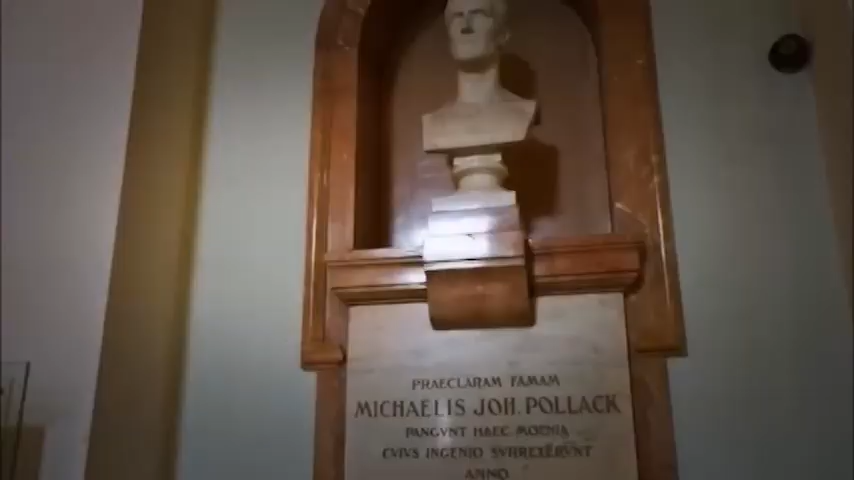 PRAECLARAM FAMAM
MICHAELIS JOH. POLLACK
PANGVNT HAEC MOENIA
CVIVS INGENIO SVRREXERVNT
ANNO